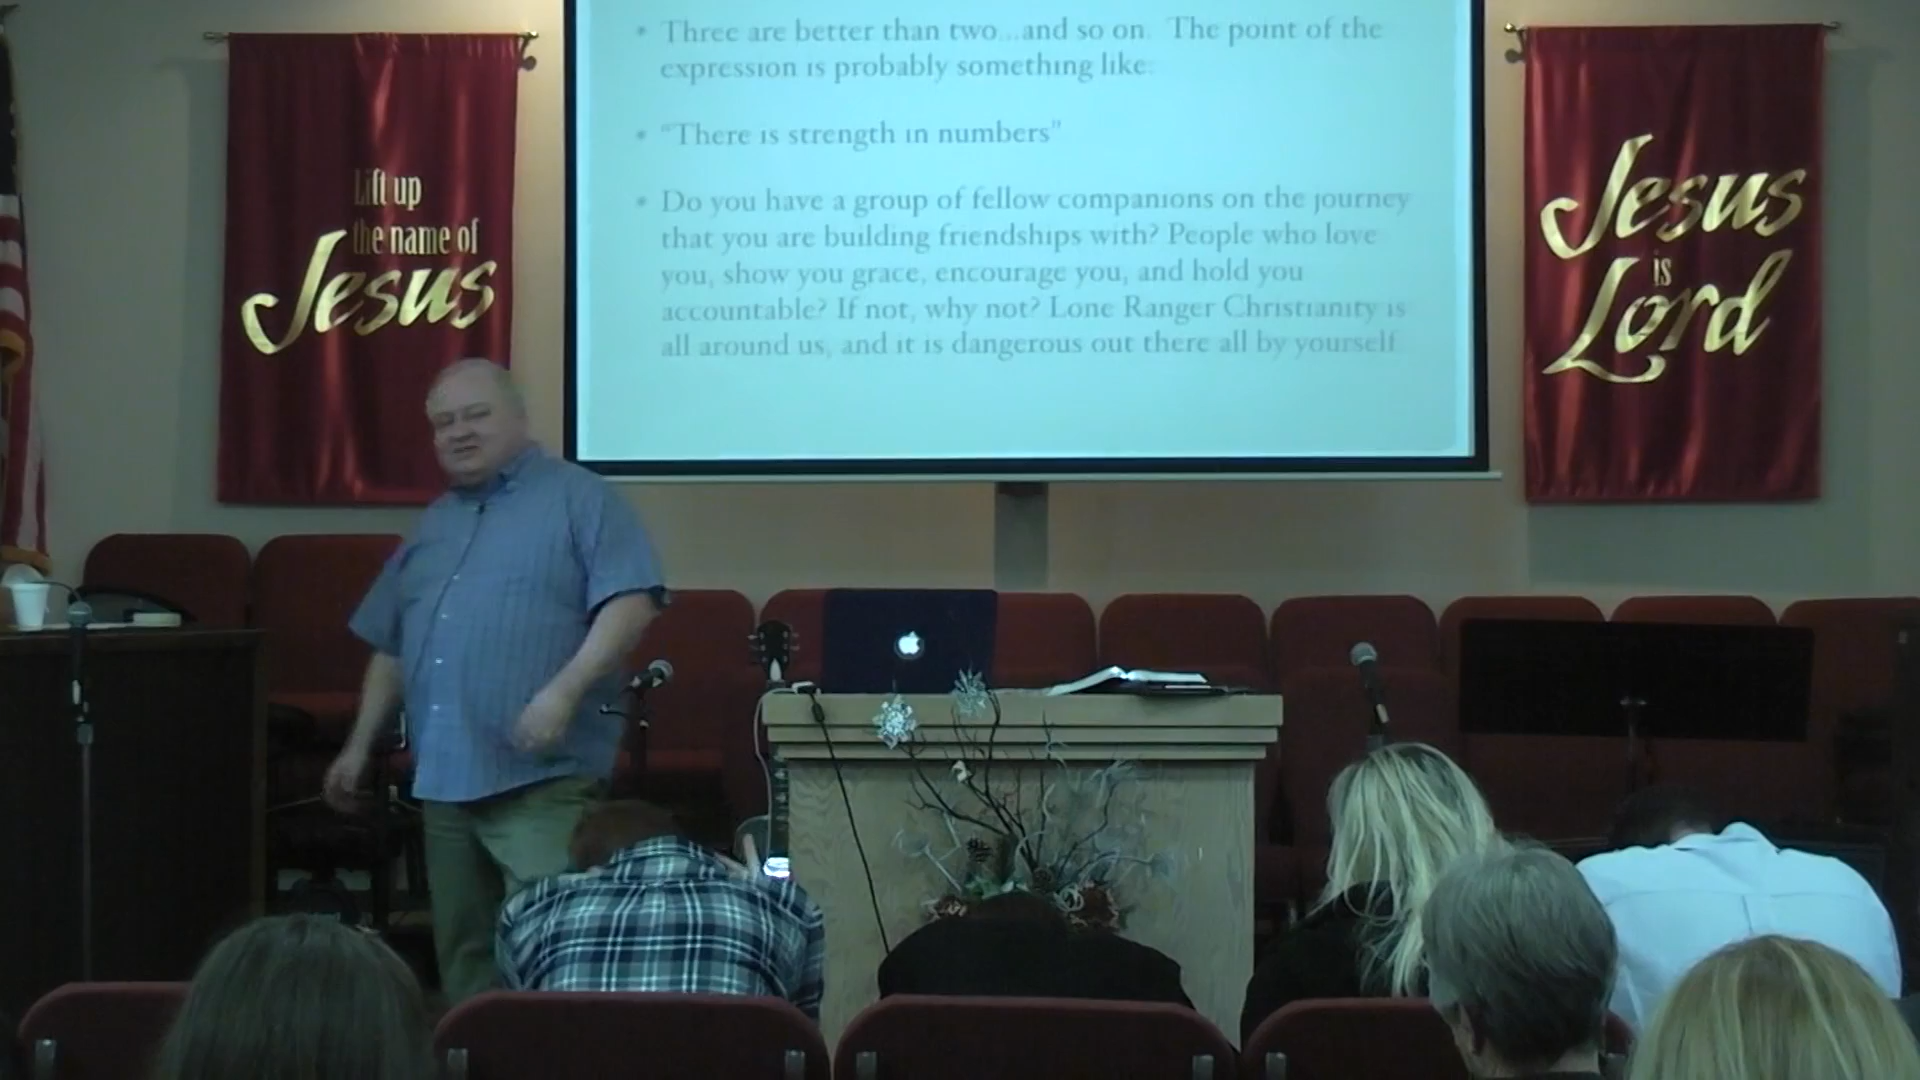 Lift up
the name of
Jesus
• Three are better than two...and so on. The point of the
expression is probably something like:
• "There is strength in numbers"
• Do you have a group of fellow companions on the journey
that you are building friendships with? People who love
you, show you grace, encourage you, and hold you
accountable? If not, why not? Lone Ranger Christianity is
all around us, and it is dangerous out there all by yourself.
Jesus
is
Lord